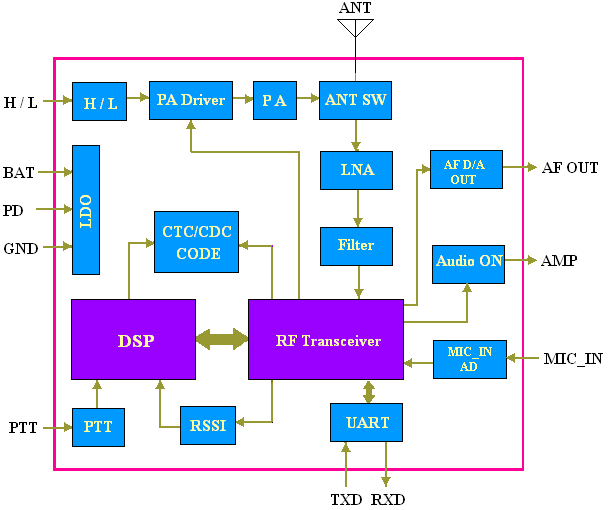 ANT
H / L
H / L
PA Driver
P A
ANT SW
BAT
PD
GND
LDO
LNA
AF D/A
OUT
AF OUT
CTC/CDC
CODE
Filter
Audio ON
AMP
DSP
RF Transceiver
MIC_IN
AD
MIC_IN
PTT
PTT
RSSI
UART
TXD
RXD